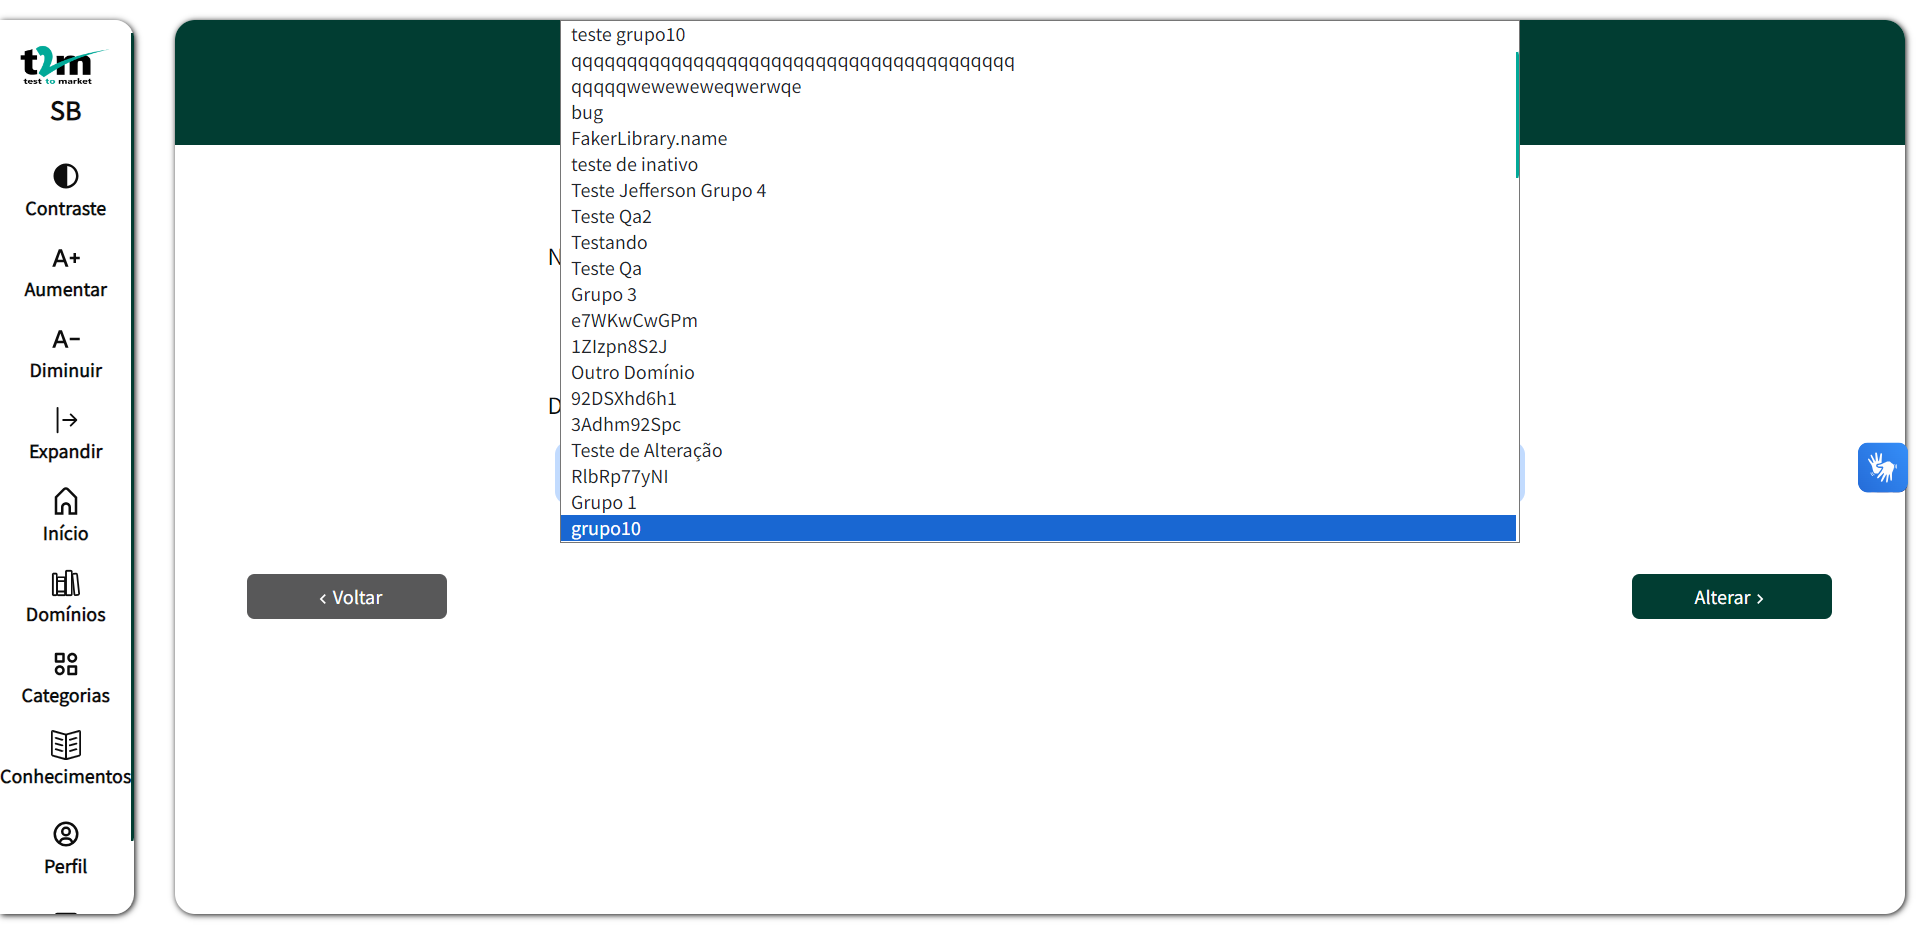 t2m
test to market
SB
Contraste
A+
Aumentar
A-
Diminuir
Expandir
Início
Domínios
Categorias
Conhecimentos
Perfil
teste grupo10
qqqqqqqqqqqqqqqqqqqqqqqqqqqqqqqqqqqqqqqq
qqqqqweweweweqwerwqe
bug
FakerLibrary.name
teste de inativo
Teste Jefferson Grupo 4
Teste Qa2
Testando
Teste Qa
Grupo 3
e7WKwCwGPm
1ZIzpn8S2J
Outro Domínio
92DSXhd6h1
3Adhm92Spc
Teste de Alteração
RlbRp77yNI
Grupo 1
grupo10
N
D
‹ Voltar
Alterar ›